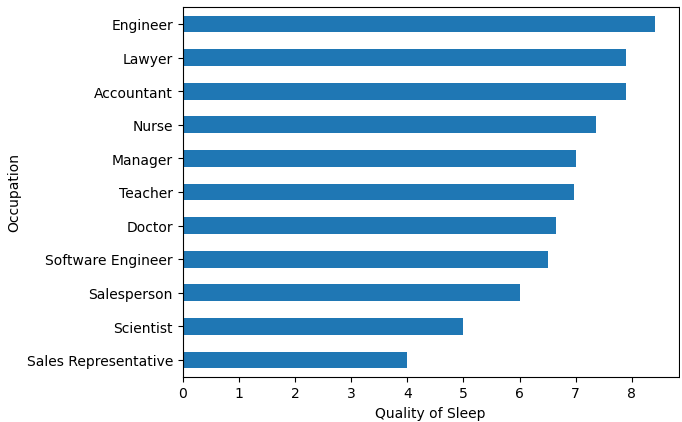 Engineer
Lawyer
Accountant
Nurse
Manager
Teacher
Doctor
Software Engineer
Salesperson
Scientist
Sales Representative
Occupation
0 1 2 3 4 5 6 7 8
Quality of Sleep